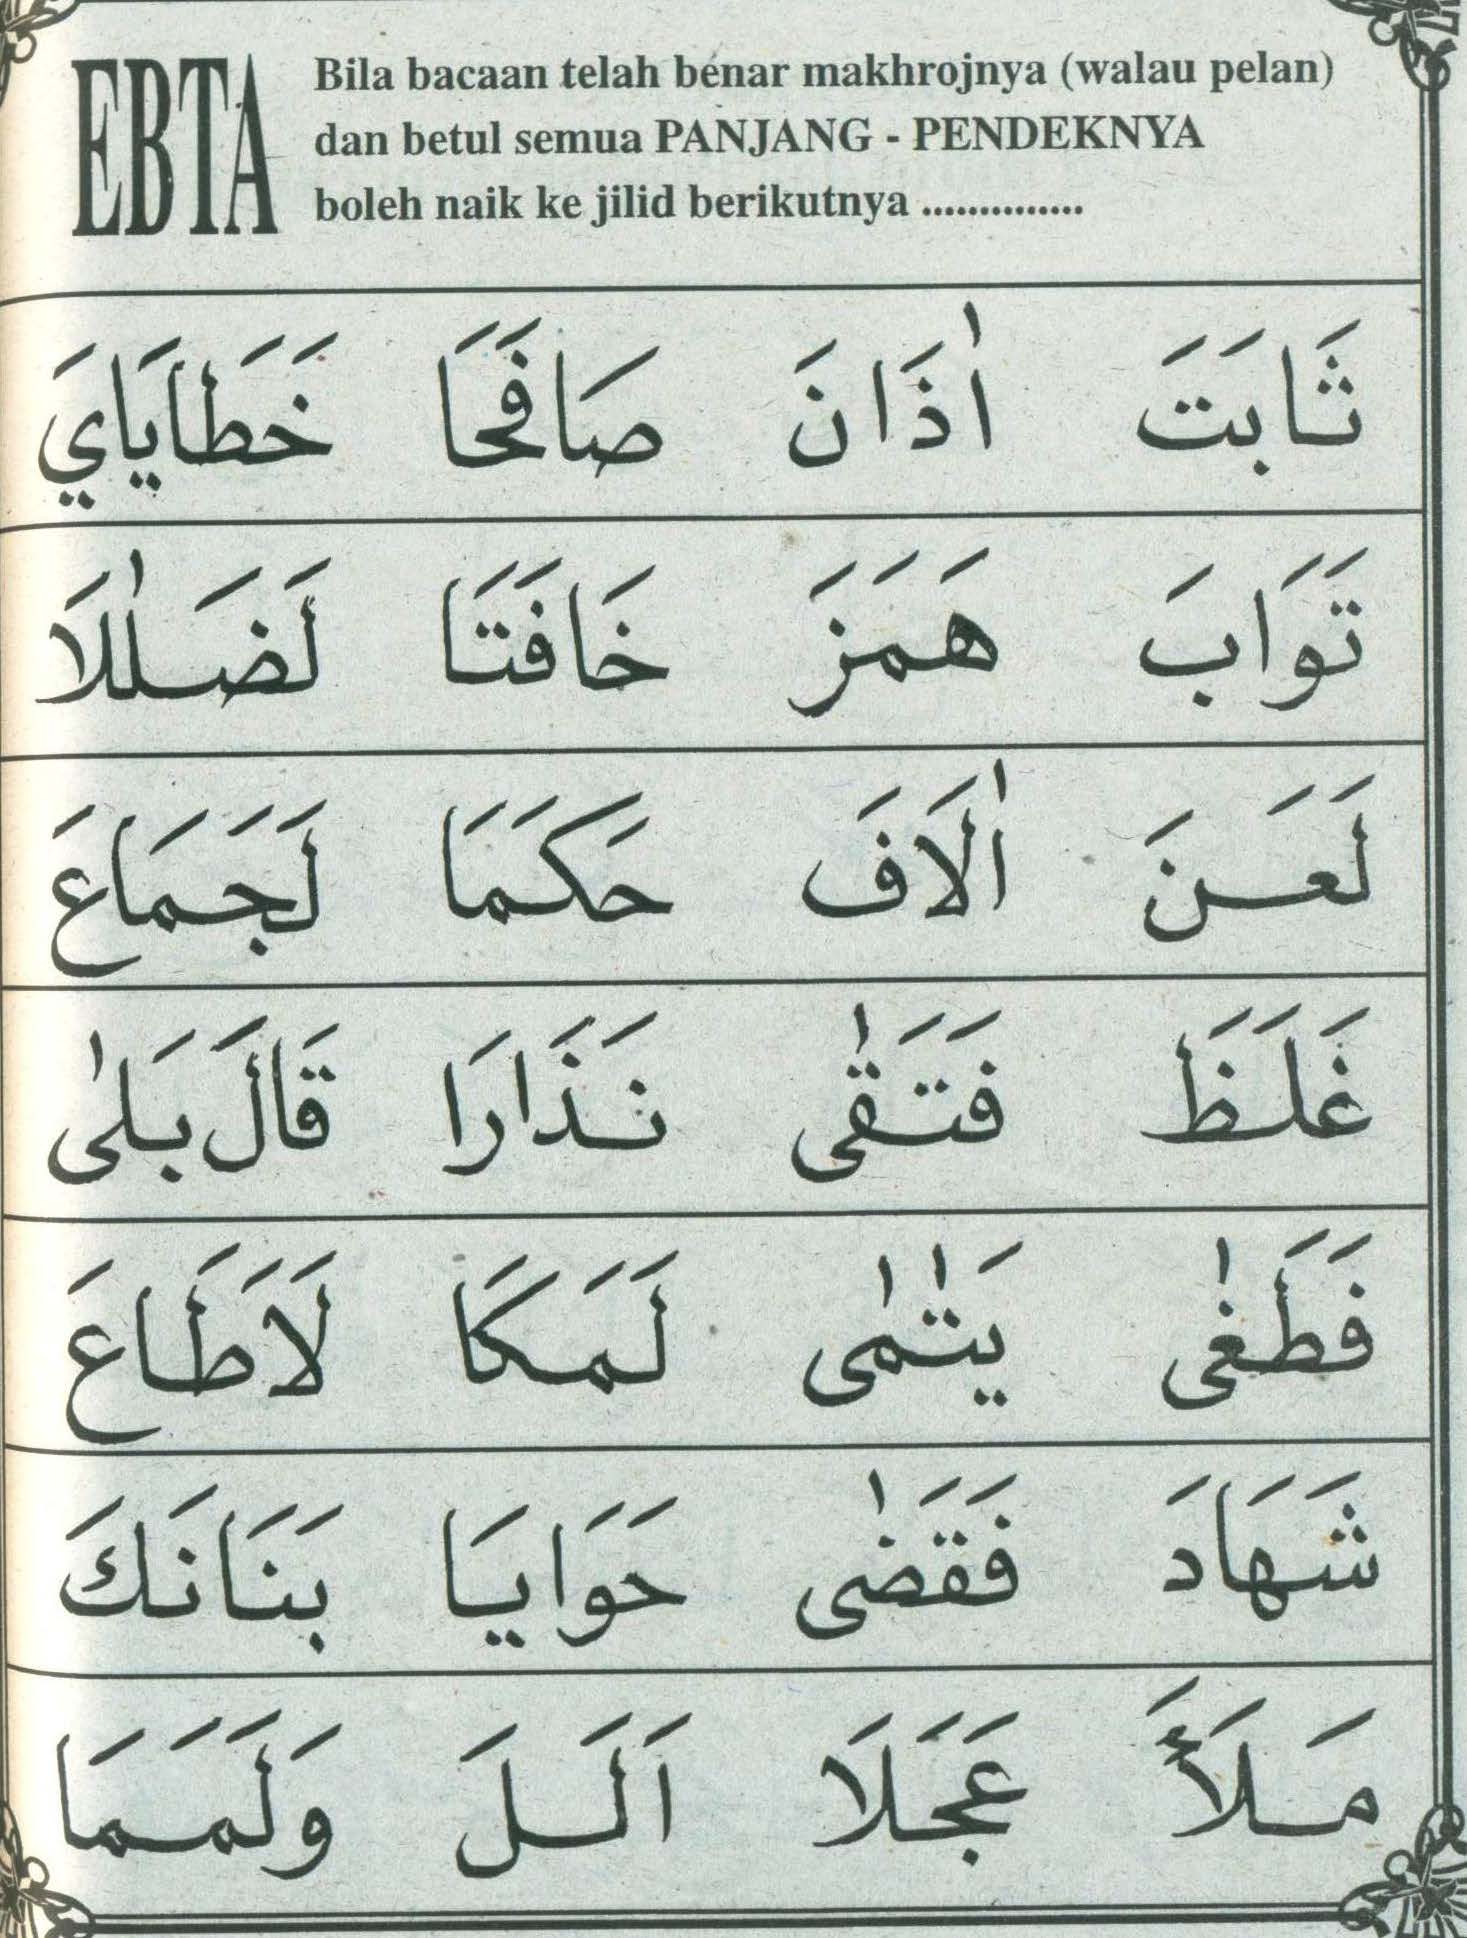 EBTA
Bila bacaan telah benar makhrojnya (walau pelan)
dan betul semua PANJANG - PENDEKNYA
boleh naik ke jilid berikutnya ..............
ثَابَتَ اٰذَانَ صَافَحَا خَطَايَايَ
تَوَابَ هَمَزَ خَافَتَا لَضَلٰلَا
لَعَنَ اٰلَافَ حَكَمَا لَجَمَاعَ
غَلَظَ فَتَقٰى نَذَارَا قَالَ بَلٰى
فَطَغٰى يَتٰمٰى لَمَكَا لَاطَاعَ
شَهَادَ فَقَضٰى حَوَايَا بَنَانَكَ
مَلَأَ عَجَلَا اَلَلَ وَلَمَمَا